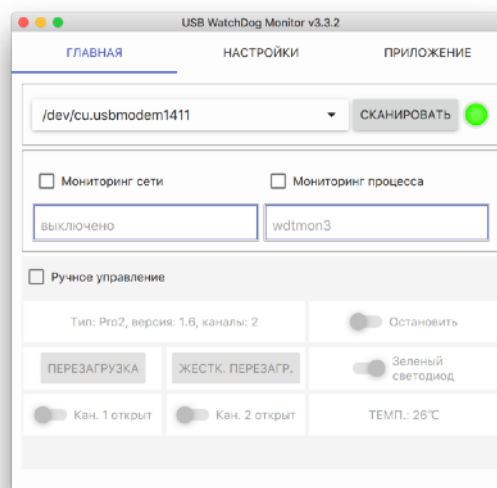 USB WatchDog Monitor v3.3.2
ГЛАВНАЯ НАСТРОЙКИ ПРИЛОЖЕНИЕ
/dev/cu.usbmodem1411 СКАНИРОВАТЬ
Мониторинг сети Мониторинг процесса
выключено wdtmon3
Ручное управление
Тип: Pro2, версия: 1.6, каналы: 2 Остановить
ПЕРЕЗАГРУЗКА ЖЕСТК. ПЕРЕЗАГР. Зеленый
светодиод
Кан. 1 открыт Кан. 2 открыт ТЕМП.: 26℃